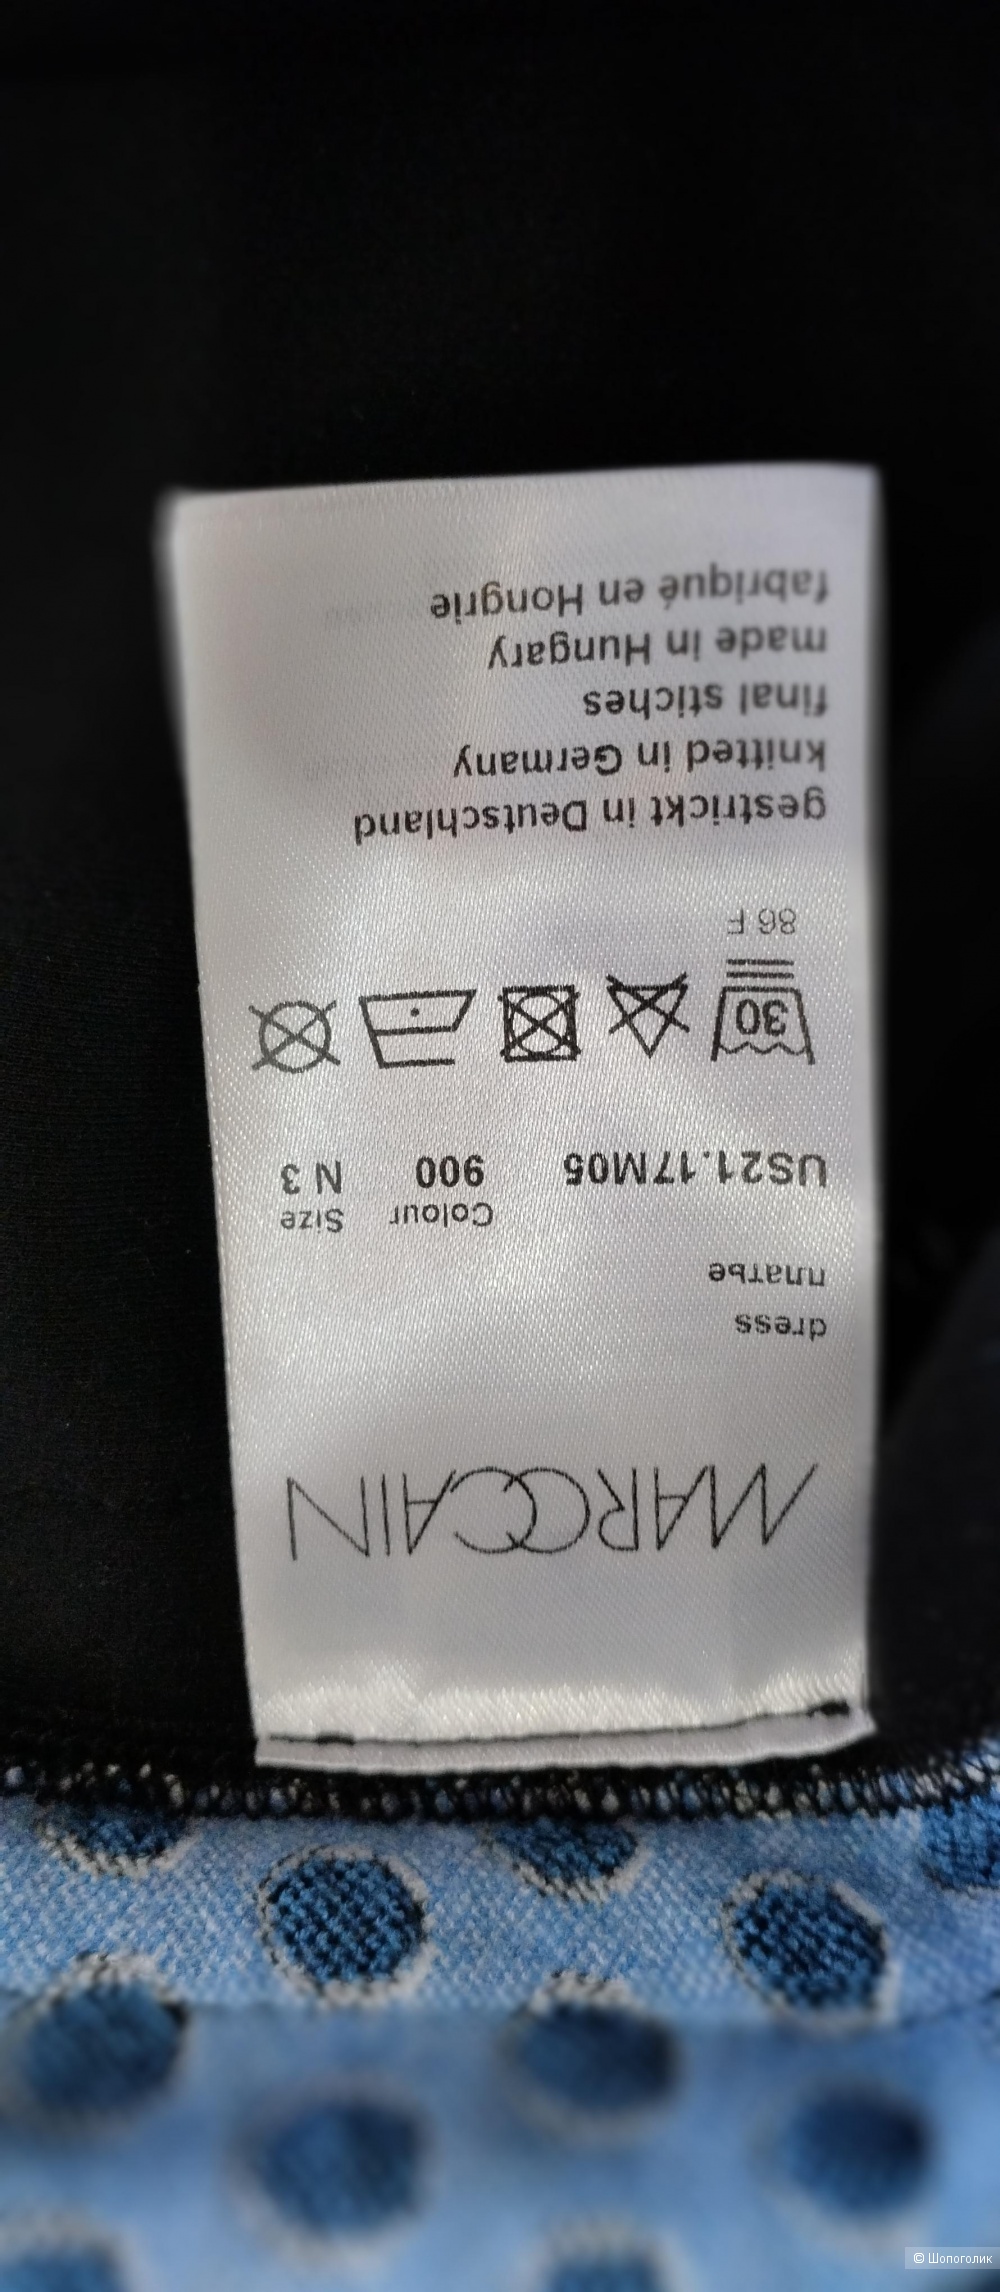 MARCCAIN
dress
платье
Colour Size
US21.17M05 900 N 3
30
86 F
gestrickt in Deutschland
knitted in Germany
final stiches
made in Hungary
fabriqué en Hongrie
© Шопоголик